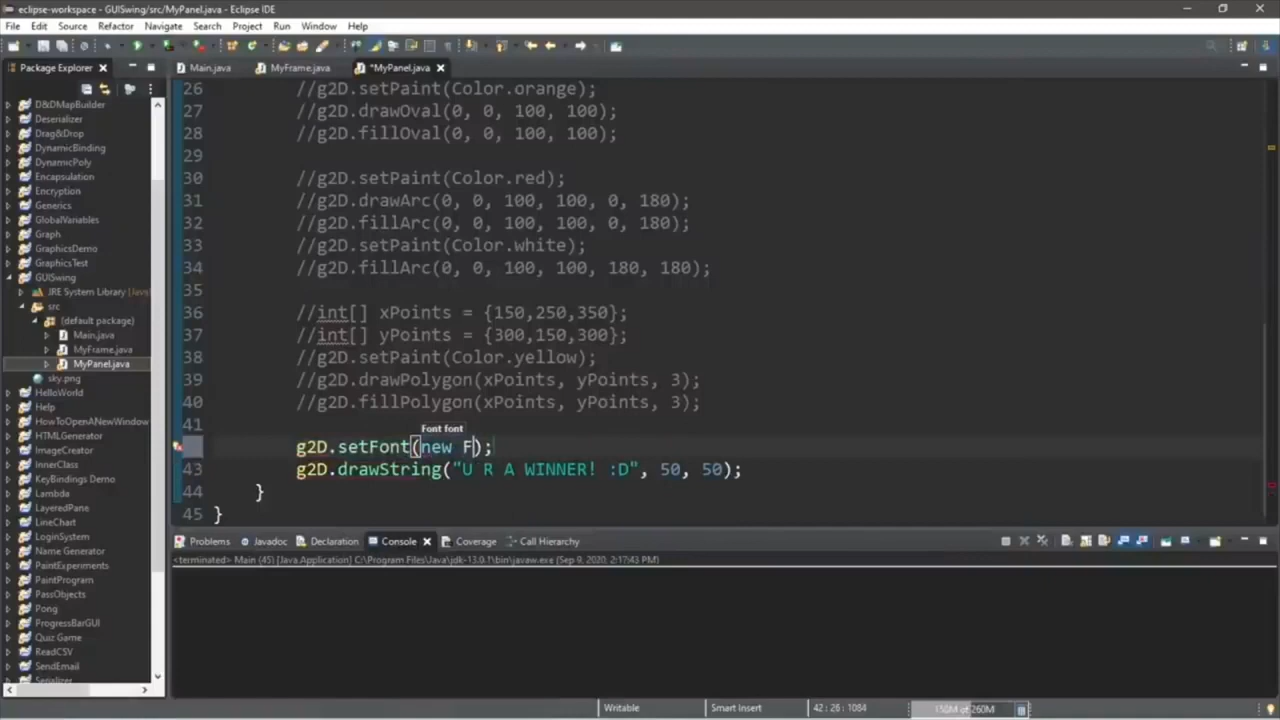 eclipse-workspace - GUISwing/src/MyPanel.java - Eclipse IDE
File Edit Source Refactor Navigate Search Project Run Window Help
Package Explorer
Main.java MyFrame.java *MyPanel.java
D&DMapBuilder
Deserializer
Drag&Drop
DynamicBinding
DynamicPoly
Encapsulation
Encryption
Generics
GlobalVariables
Graph
GraphicsDemo
GraphicsTest
GUISwing
JRE System Library [Java
src
(default package)
Main.java
MyFrame.java
MyPanel.java
sky.png
HelloWorld
Help
HowToOpenANewWindow
HTMLGenerator
ImageCreator
InnerClass
KeyBindings Demo
Lambda
LayeredPane
LineChart
LoginSystem
Name Generator
PaintExperiments
PaintProgram
PassObjects
Pong
ProgressBarGUI
Quiz Game
ReadCSV
SendEmail
Serializer
26 //g2D.setPaint(Color.orange);
27 //g2D.drawOval(0, 0, 100, 100);
28 //g2D.fillOval(0, 0, 100, 100);
29
30 //g2D.setPaint(Color.red);
31 //g2D.drawArc(0, 0, 100, 100, 0, 180);
32 //g2D.fillArc(0, 0, 100, 100, 0, 180);
33 //g2D.setPaint(Color.white);
34 //g2D.fillArc(0, 0, 100, 100, 180, 180);
35
36 //int[] xPoints = {150,250,350};
37 //int[] yPoints = {300,150,300};
38 //g2D.setPaint(Color.yellow);
39 //g2D.drawPolygon(xPoints, yPoints, 3);
40 //g2D.fillPolygon(xPoints, yPoints, 3);
41
Font font
g2D.setFont(new F);
43 g2D.drawString("U R A WINNER! :D", 50, 50);
44 }
45 }
Problems Javadoc Declaration Console Coverage Call Hierarchy
<terminated> Main (45) [Java Application] C:\Program Files\Java\jdk-13.0.1\bin\javaw.exe (Sep 9, 2020, 2:17:43 PM)
Writable Smart Insert 42 : 26 : 1084 150M of 260M